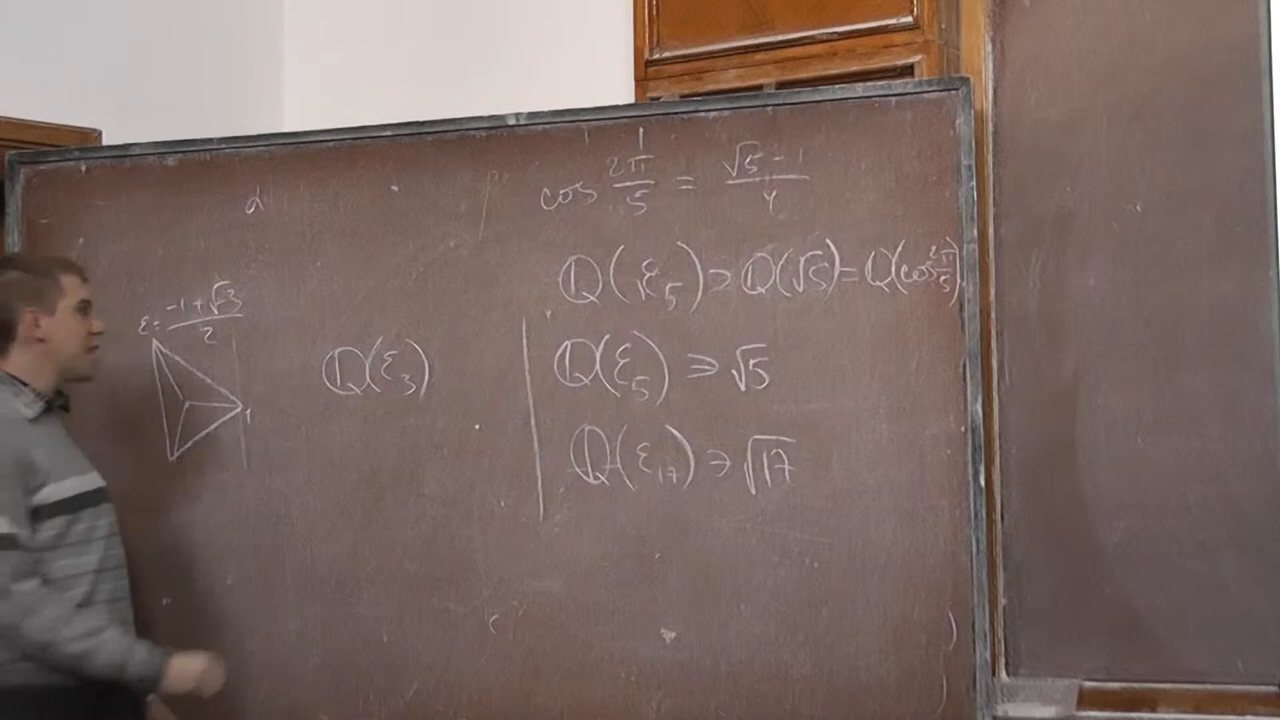 α
cos 2π/5 = (√5 - 1)/4
ℚ(ε₅) ⊃ ℚ(√5) = ℚ(cos 2π/5)
ε = (-1 + √-3)/2
1
ℚ(ε₃)
ℚ(ε₅) ∋ √5
ℚ(ε₁₇) ∋ √17